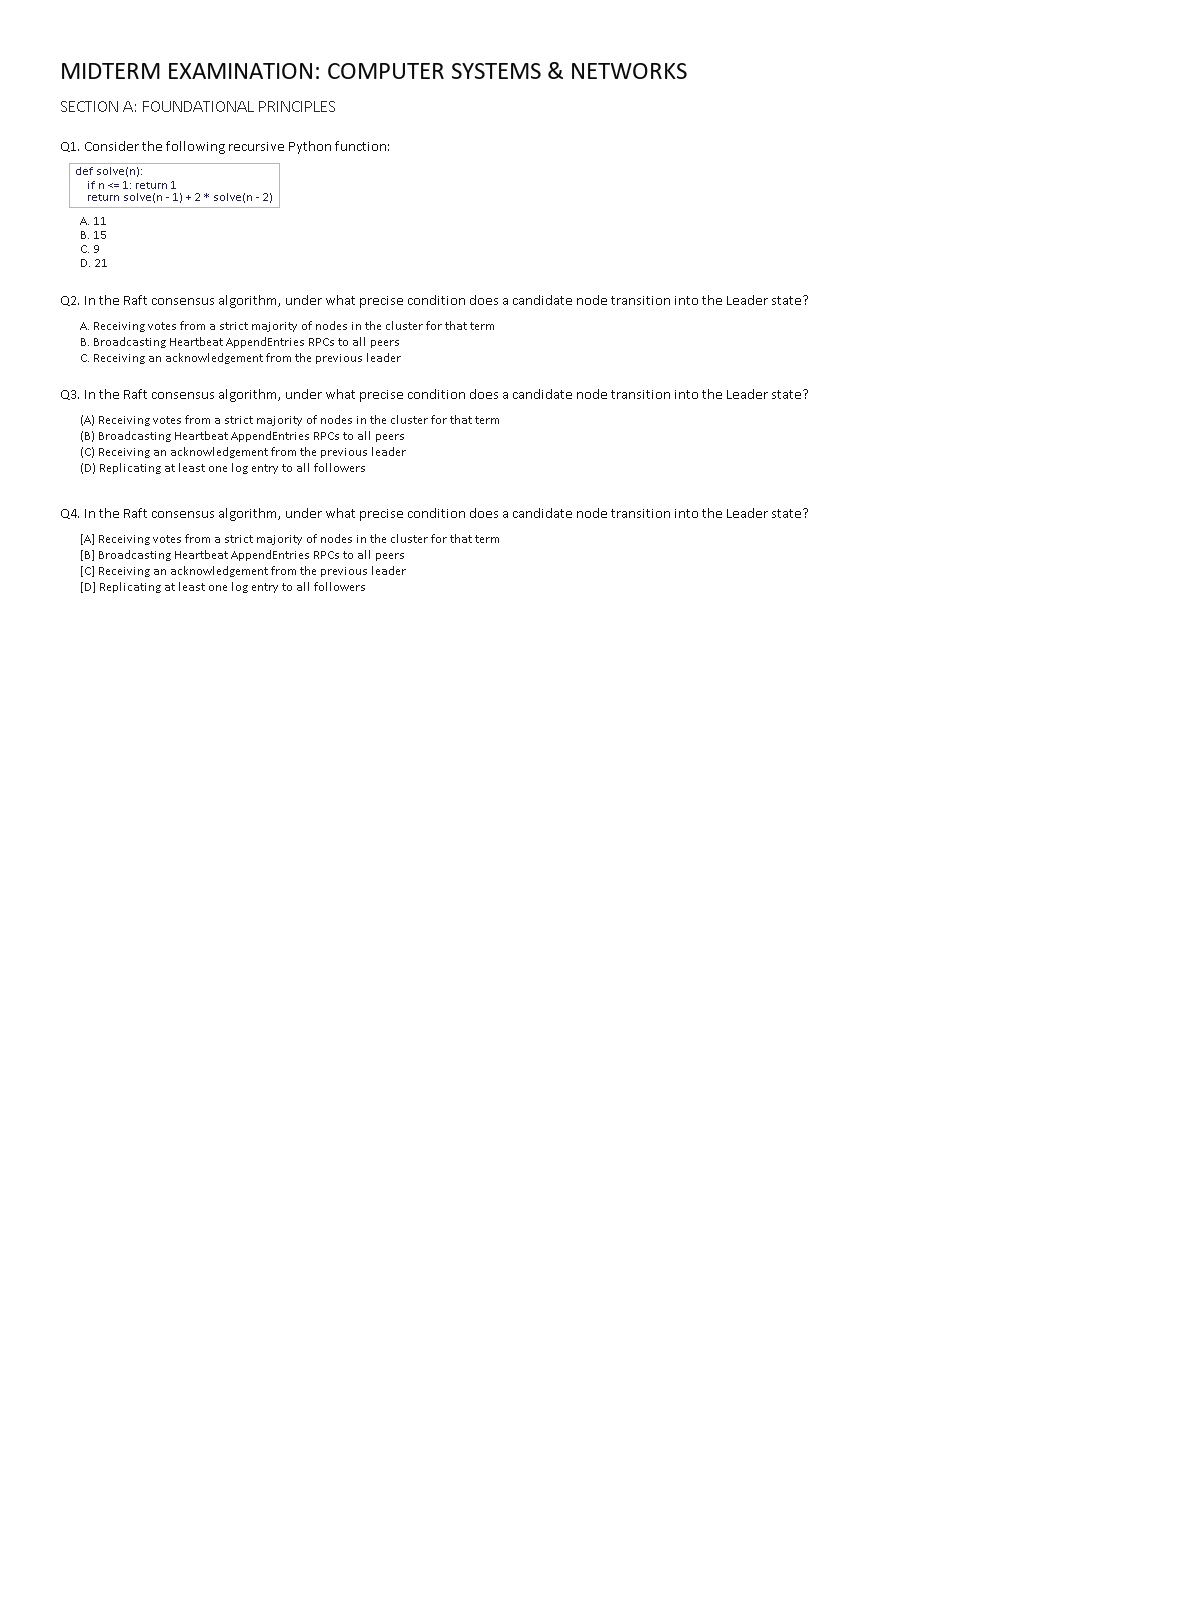 MIDTERM EXAMINATION: COMPUTER SYSTEMS & NETWORKS
SECTION A: FOUNDATIONAL PRINCIPLES
Q1. Consider the following recursive Python function:
def solve(n):
    if n <= 1: return 1
    return solve(n - 1) + 2 * solve(n - 2)
A. 11
B. 15
C. 9
D. 21
Q2. In the Raft consensus algorithm, under what precise condition does a candidate node transition into the Leader state?
A. Receiving votes from a strict majority of nodes in the cluster for that term
B. Broadcasting Heartbeat AppendEntries RPCs to all peers
C. Receiving an acknowledgement from the previous leader
Q3. In the Raft consensus algorithm, under what precise condition does a candidate node transition into the Leader state?
(A) Receiving votes from a strict majority of nodes in the cluster for that term
(B) Broadcasting Heartbeat AppendEntries RPCs to all peers
(C) Receiving an acknowledgement from the previous leader
(D) Replicating at least one log entry to all followers
Q4. In the Raft consensus algorithm, under what precise condition does a candidate node transition into the Leader state?
[A] Receiving votes from a strict majority of nodes in the cluster for that term
[B] Broadcasting Heartbeat AppendEntries RPCs to all peers
[C] Receiving an acknowledgement from the previous leader
[D] Replicating at least one log entry to all followers